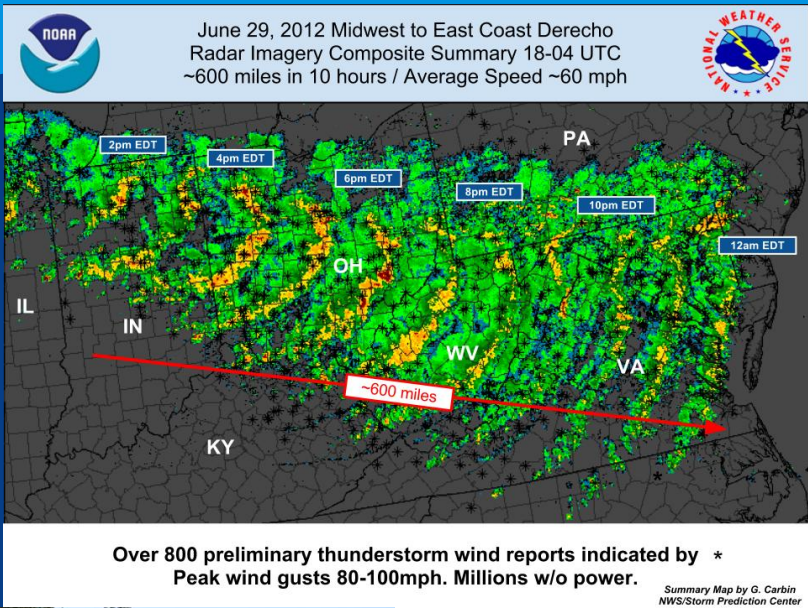 NOAA
June 29, 2012 Midwest to East Coast Derecho
Radar Imagery Composite Summary 18-04 UTC
~600 miles in 10 hours / Average Speed ~60 mph
NATIONAL WEATHER SERVICE
2pm EDT
4pm EDT
6pm EDT
8pm EDT
10pm EDT
12am EDT
PA
OH
IL
IN
WV
VA
~600 miles
KY
Over 800 preliminary thunderstorm wind reports indicated by *
Peak wind gusts 80-100mph. Millions w/o power.
Summary Map by G. Carbin
NWS/Storm Prediction Center